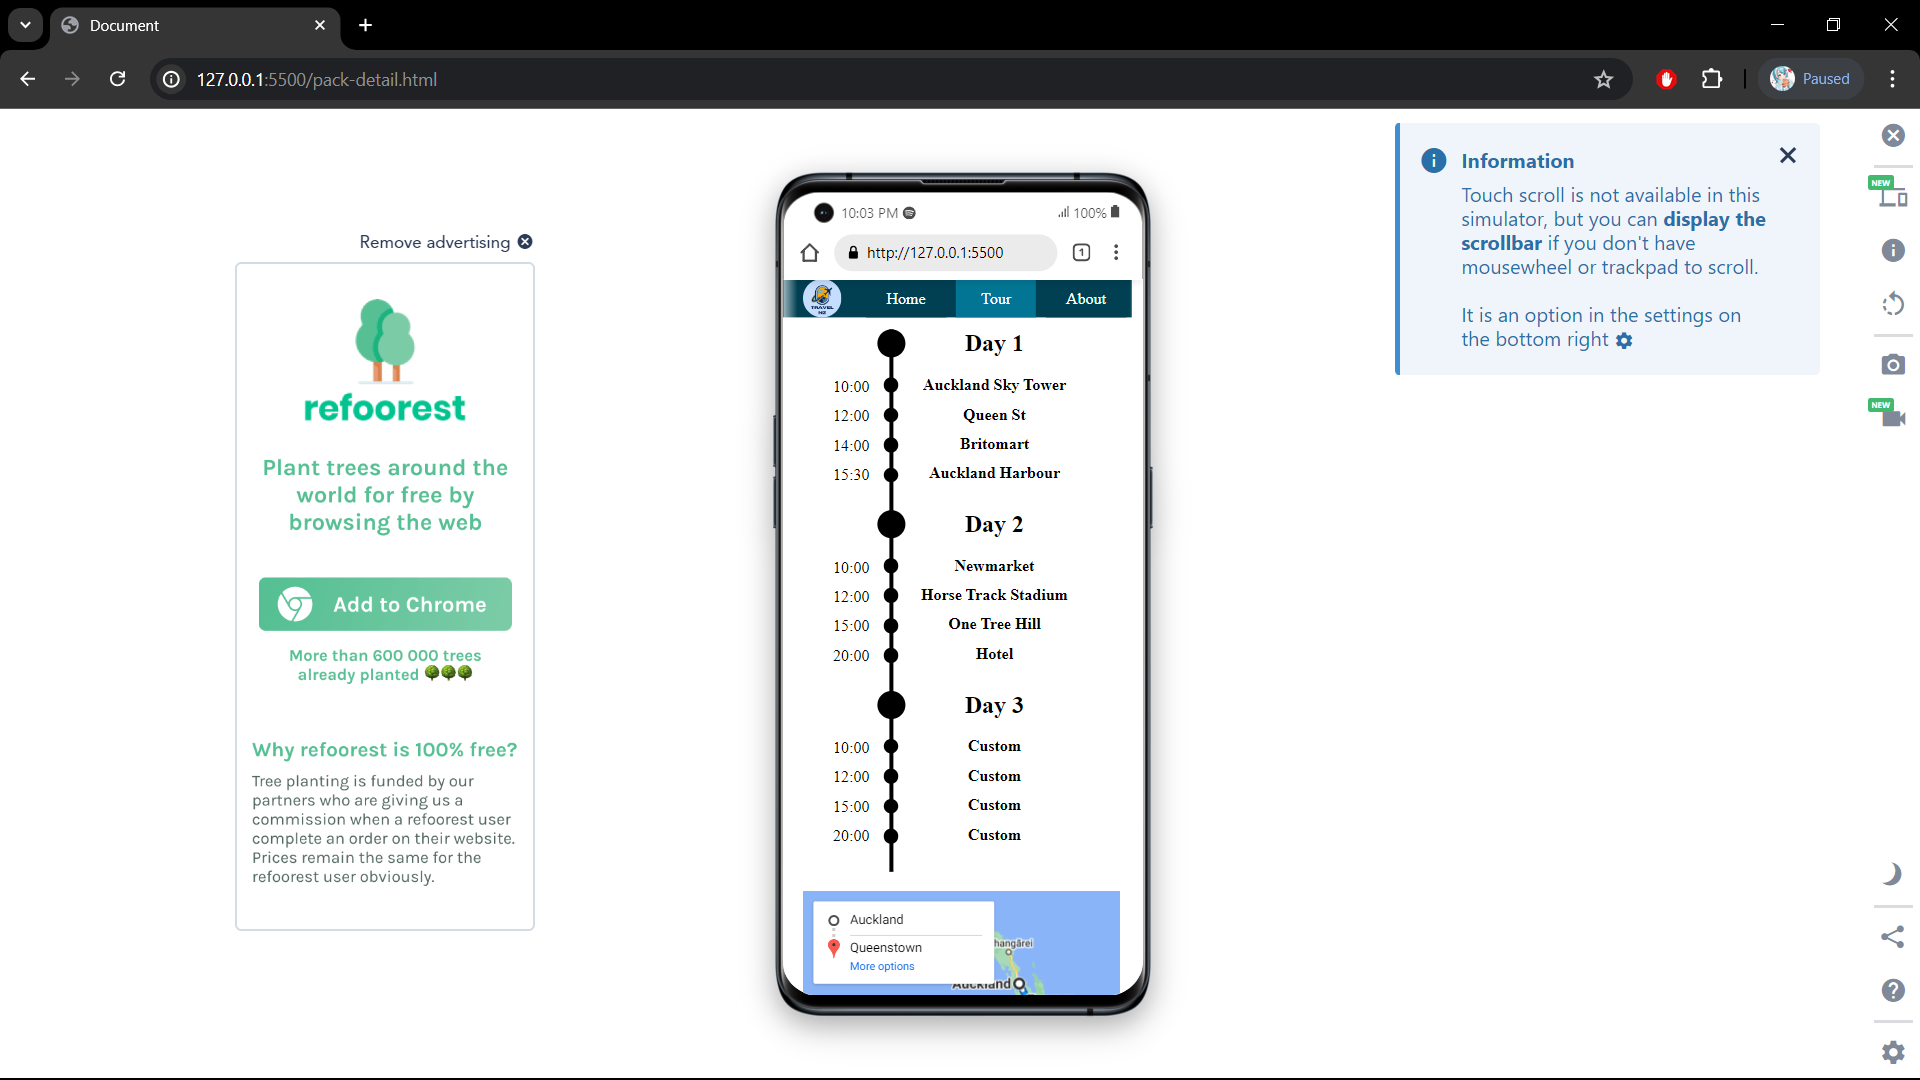 Document
127.0.0.1:5500/pack-detail.html
Paused
Remove advertising
refoorest
Plant trees around the
world for free by
browsing the web
Add to Chrome
More than 600 000 trees
already planted 🌳🌳🌳
Why refoorest is 100% free?
Tree planting is funded by our
partners who are giving us a
commission when a refoorest user
complete an order on their website.
Prices remain the same for the
refoorest user obviously.
10:03 PM
100%
http://127.0.0.1:5500
1
TRAVEL
NZ
Home
Tour
About
Day 1
10:00 Auckland Sky Tower
12:00 Queen St
14:00 Britomart
15:30 Auckland Harbour
Day 2
10:00 Newmarket
12:00 Horse Track Stadium
15:00 One Tree Hill
20:00 Hotel
Day 3
10:00 Custom
12:00 Custom
15:00 Custom
20:00 Custom
Auckland
Queenstown
More options
hangārei
Auckland
Information
Touch scroll is not available in this
simulator, but you can display the
scrollbar if you don't have
mousewheel or trackpad to scroll.
It is an option in the settings on
the bottom right
NEW
NEW